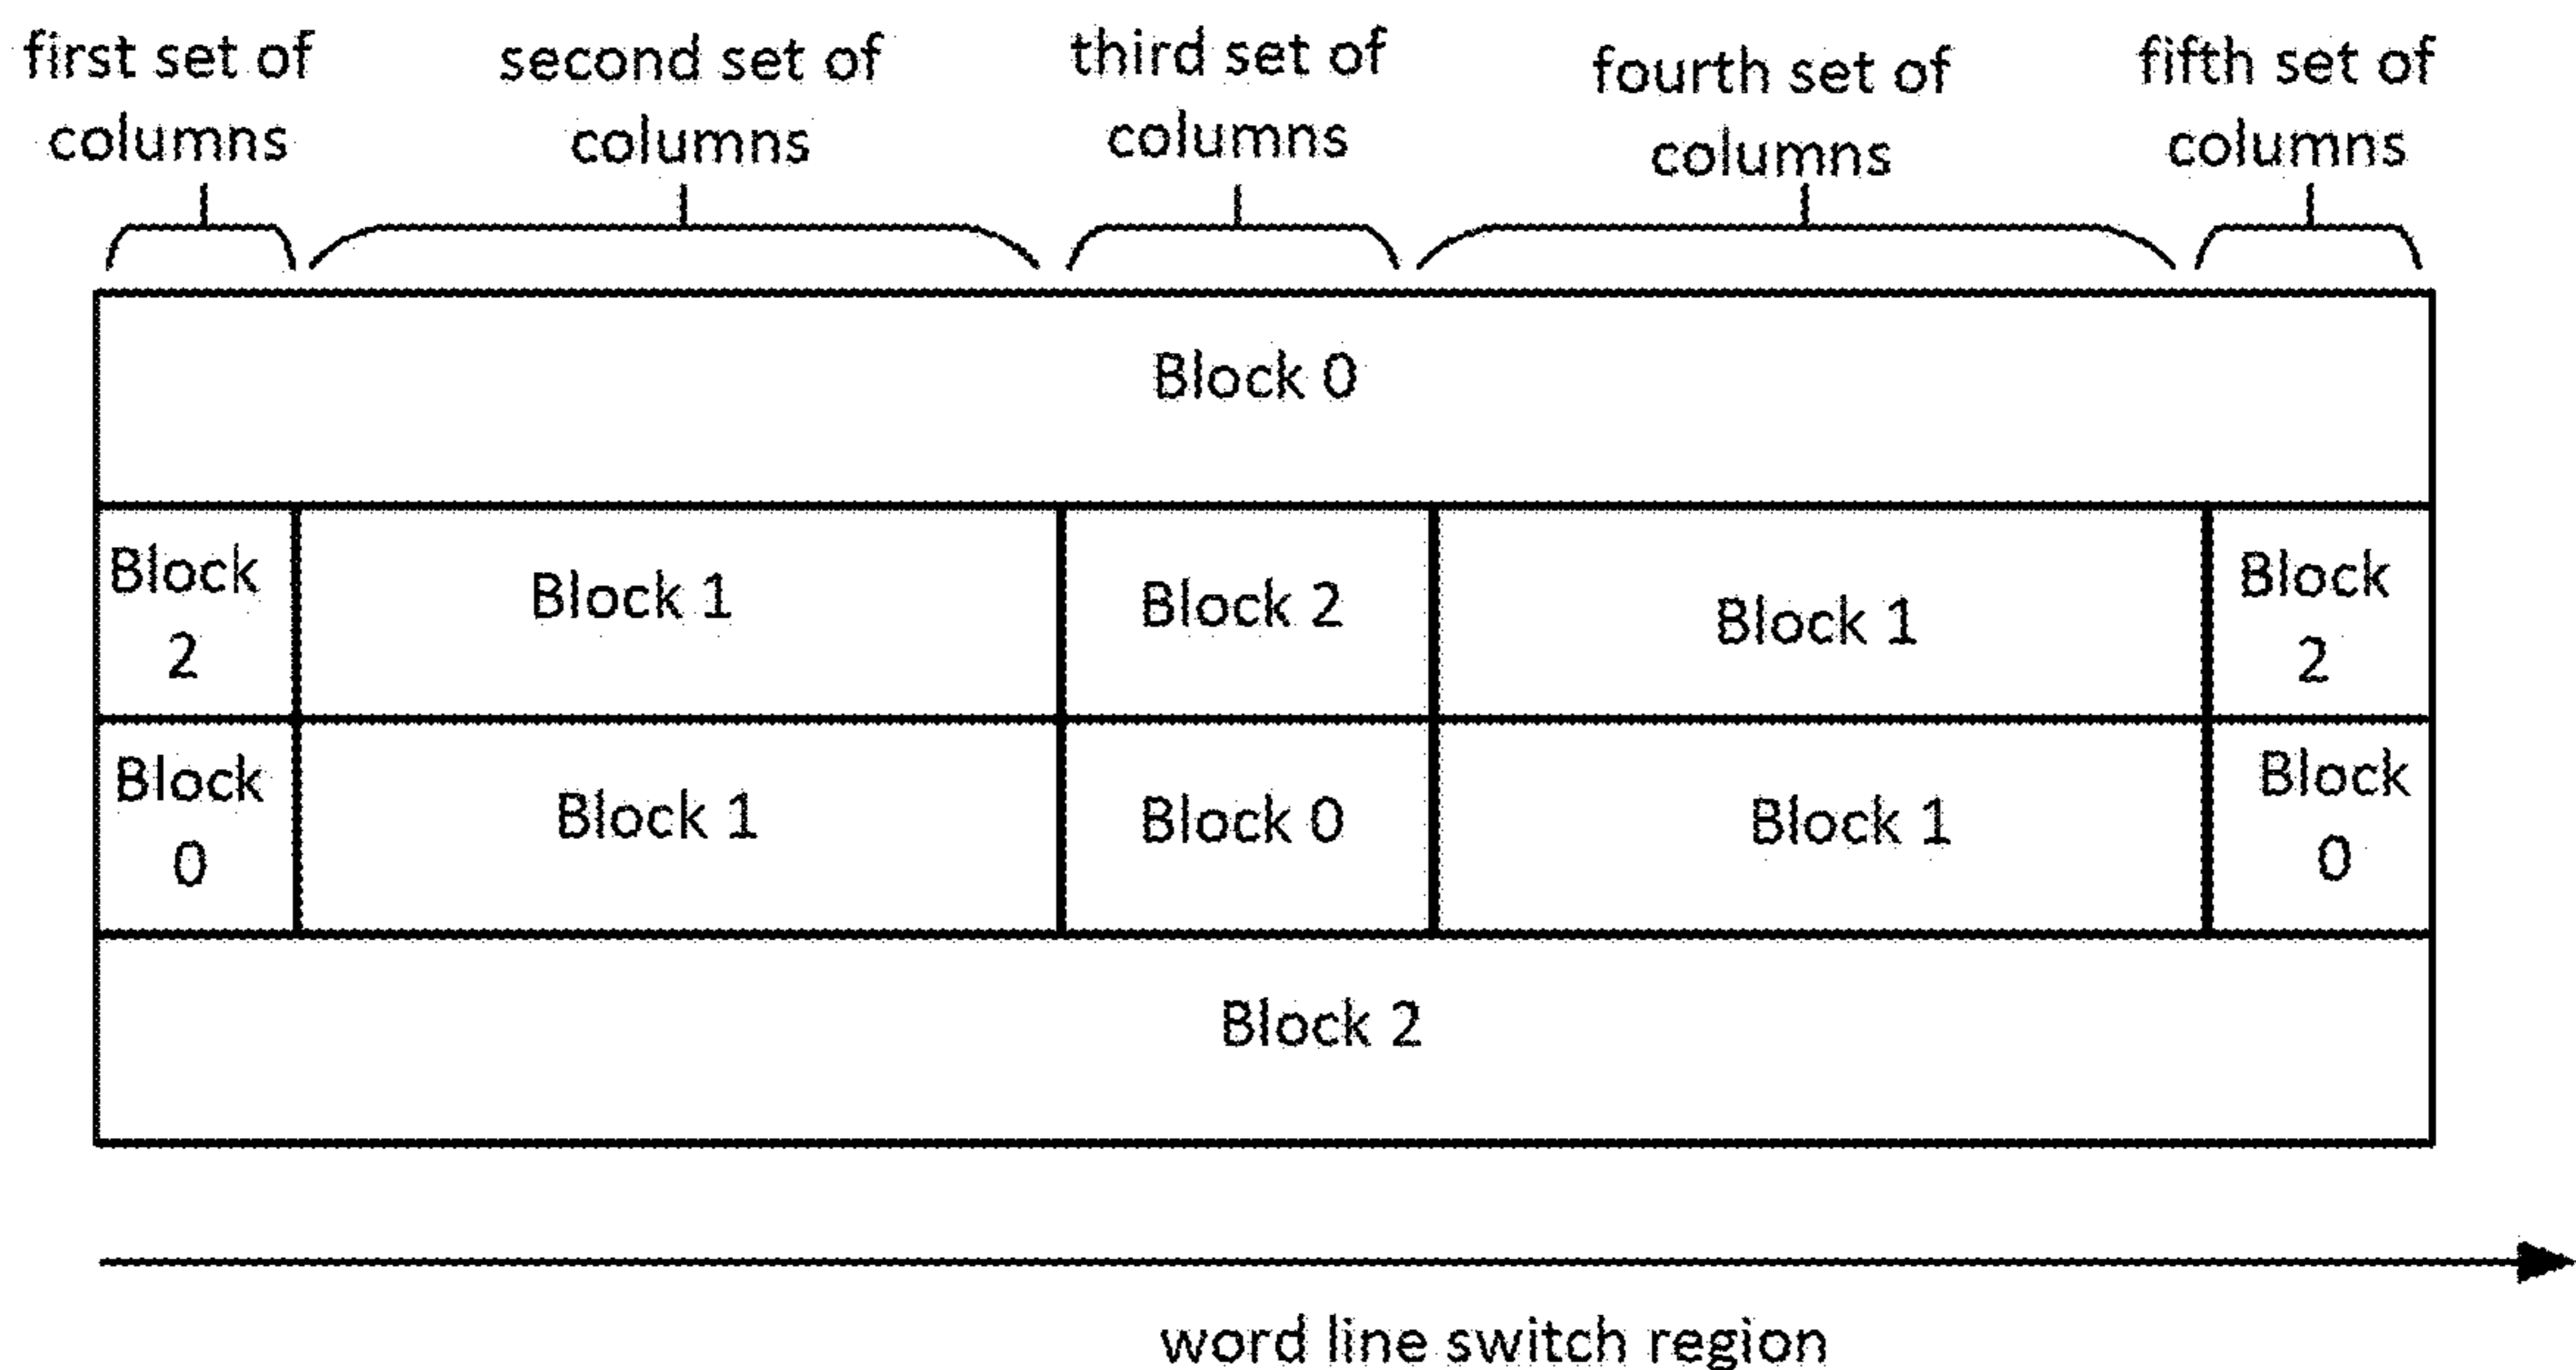 first set of
columns
second set of
columns
third set of
columns
fourth set of
columns
fifth set of
columns
Block 0
Block
2
Block 1
Block 2
Block 1
Block
2
Block
0
Block 1
Block 0
Block 1
Block
0
Block 2
word line switch region